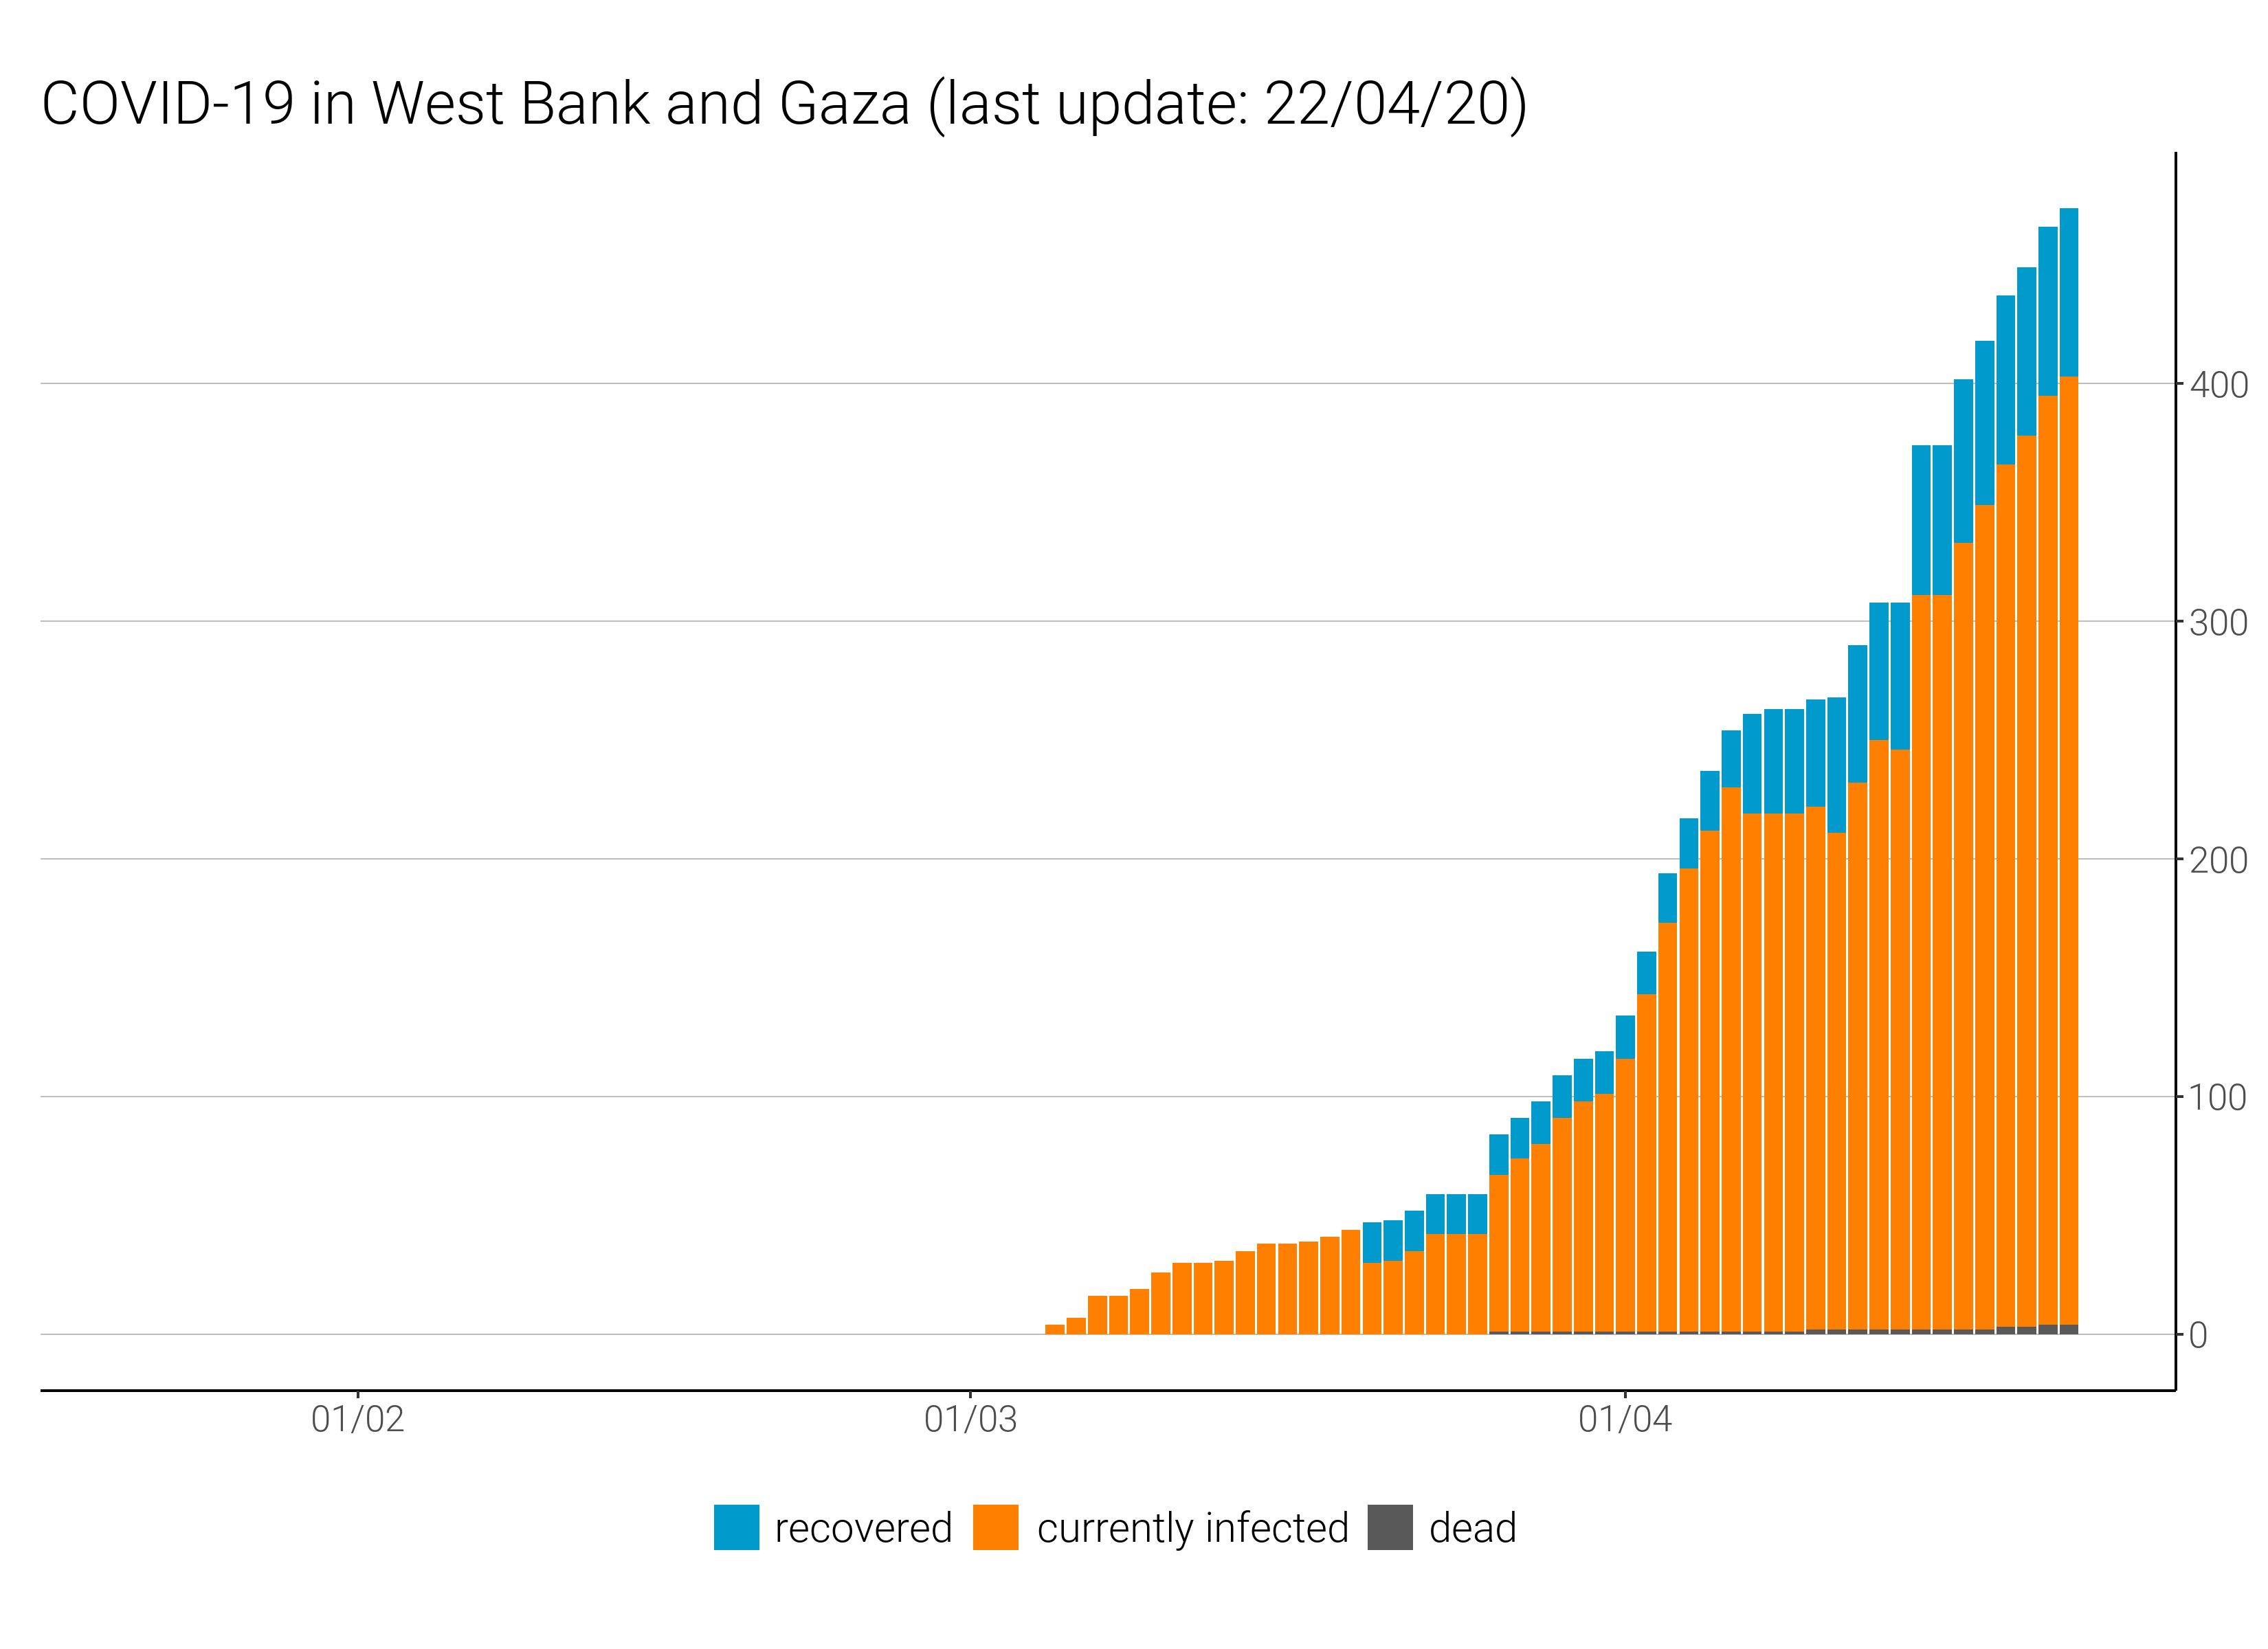 COVID-19 in West Bank and Gaza (last update: 22/04/20)
400
300
200
100
0
01/02 01/03 01/04
recovered currently infected dead